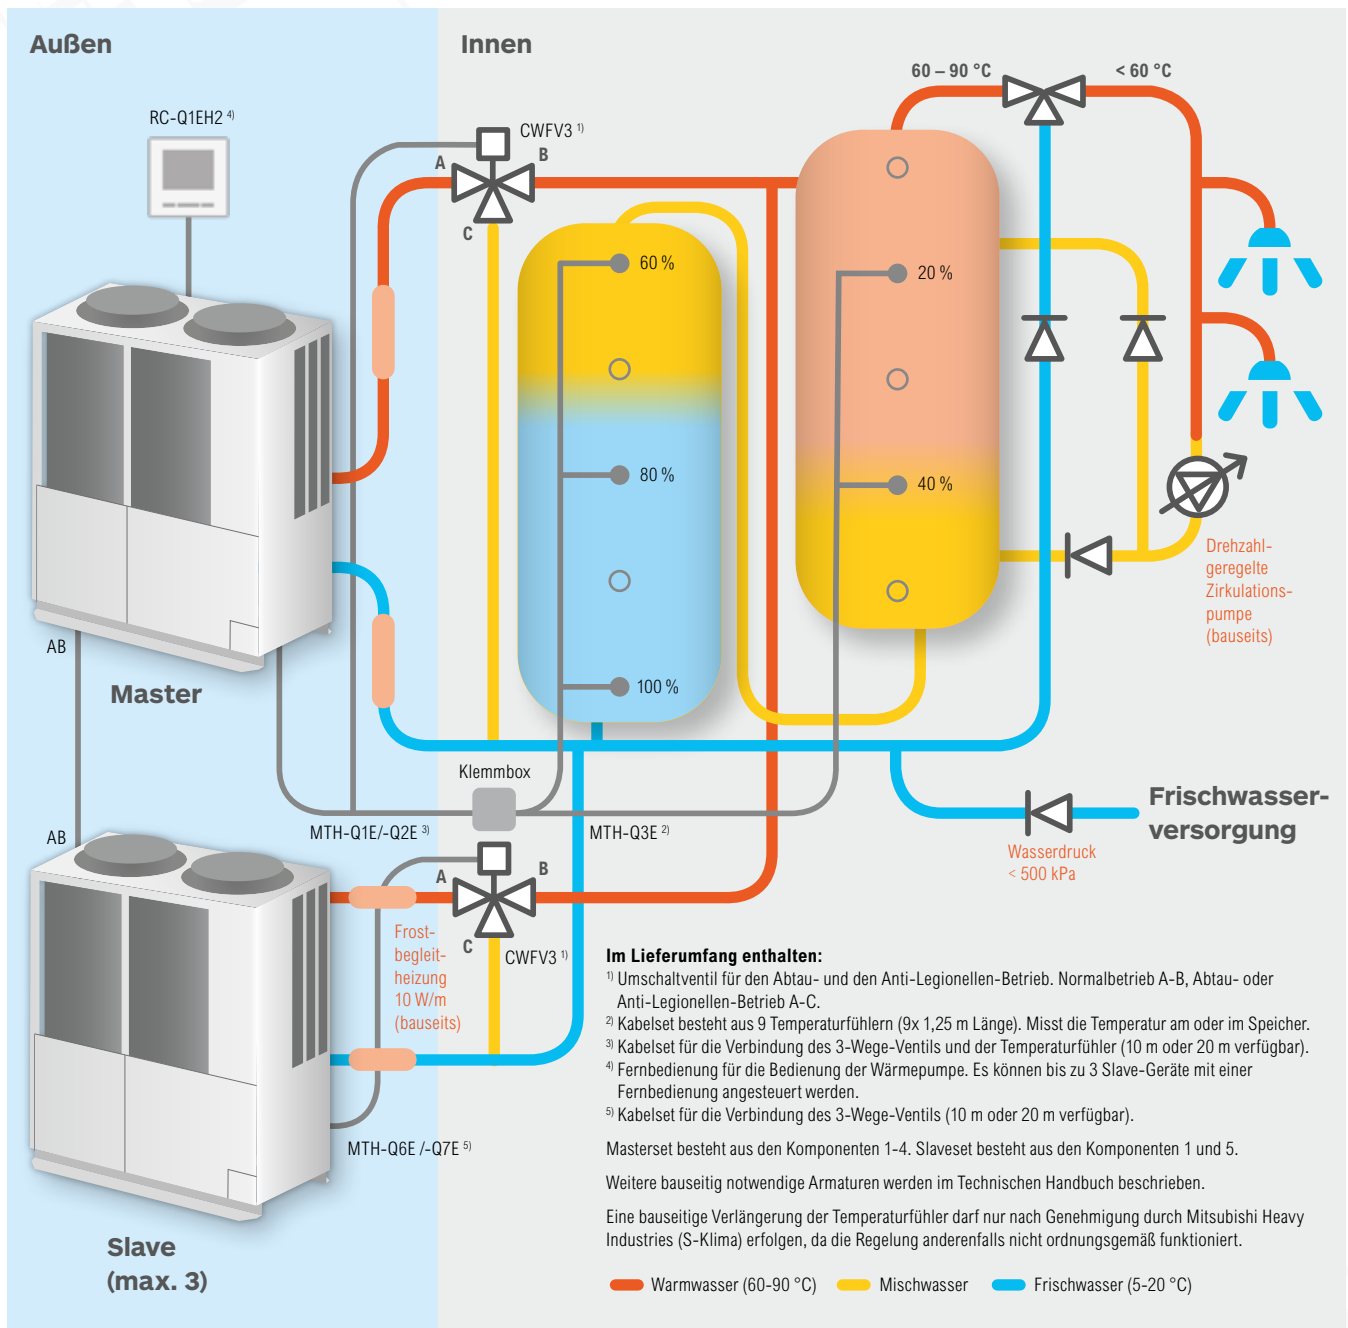 Außen
Innen
60 – 90 °C
< 60 °C
RC-Q1EH2 ⁴⁾
CWFV3 ¹⁾
A
B
C
60 %
20 %
80 %
40 %
100 %
Drehzahl-
geregelte
Zirkulations-
pumpe
(bauseits)
AB
Master
Klemmbox
MTH-Q1E/-Q2E ³⁾
MTH-Q3E ²⁾
Frischwasser-
versorgung
Wasserdruck
< 500 kPa
AB
A
B
C
CWFV3 ¹⁾
Frost-
begleit-
heizung
10 W/m
(bauseits)
MTH-Q6E /-Q7E ⁵⁾
Slave
(max. 3)
Im Lieferumfang enthalten:
¹⁾ Umschaltventil für den Abtau- und den Anti-Legionellen-Betrieb. Normalbetrieb A-B, Abtau- oder
Anti-Legionellen-Betrieb A-C.
²⁾ Kabelset besteht aus 9 Temperaturfühlern (9x 1,25 m Länge). Misst die Temperatur am oder im Speicher.
³⁾ Kabelset für die Verbindung des 3-Wege-Ventils und der Temperaturfühler (10 m oder 20 m verfügbar).
⁴⁾ Fernbedienung für die Bedienung der Wärmepumpe. Es können bis zu 3 Slave-Geräte mit einer
Fernbedienung angesteuert werden.
⁵⁾ Kabelset für die Verbindung des 3-Wege-Ventils (10 m oder 20 m verfügbar).
Masterset besteht aus den Komponenten 1-4. Slaveset besteht aus den Komponenten 1 und 5.
Weitere bauseitig notwendige Armaturen werden im Technischen Handbuch beschrieben.
Eine bauseitige Verlängerung der Temperaturfühler darf nur nach Genehmigung durch Mitsubishi Heavy
Industries (S-Klima) erfolgen, da die Regelung anderenfalls nicht ordnungsgemäß funktioniert.
Warmwasser (60-90 °C)
Mischwasser
Frischwasser (5-20 °C)